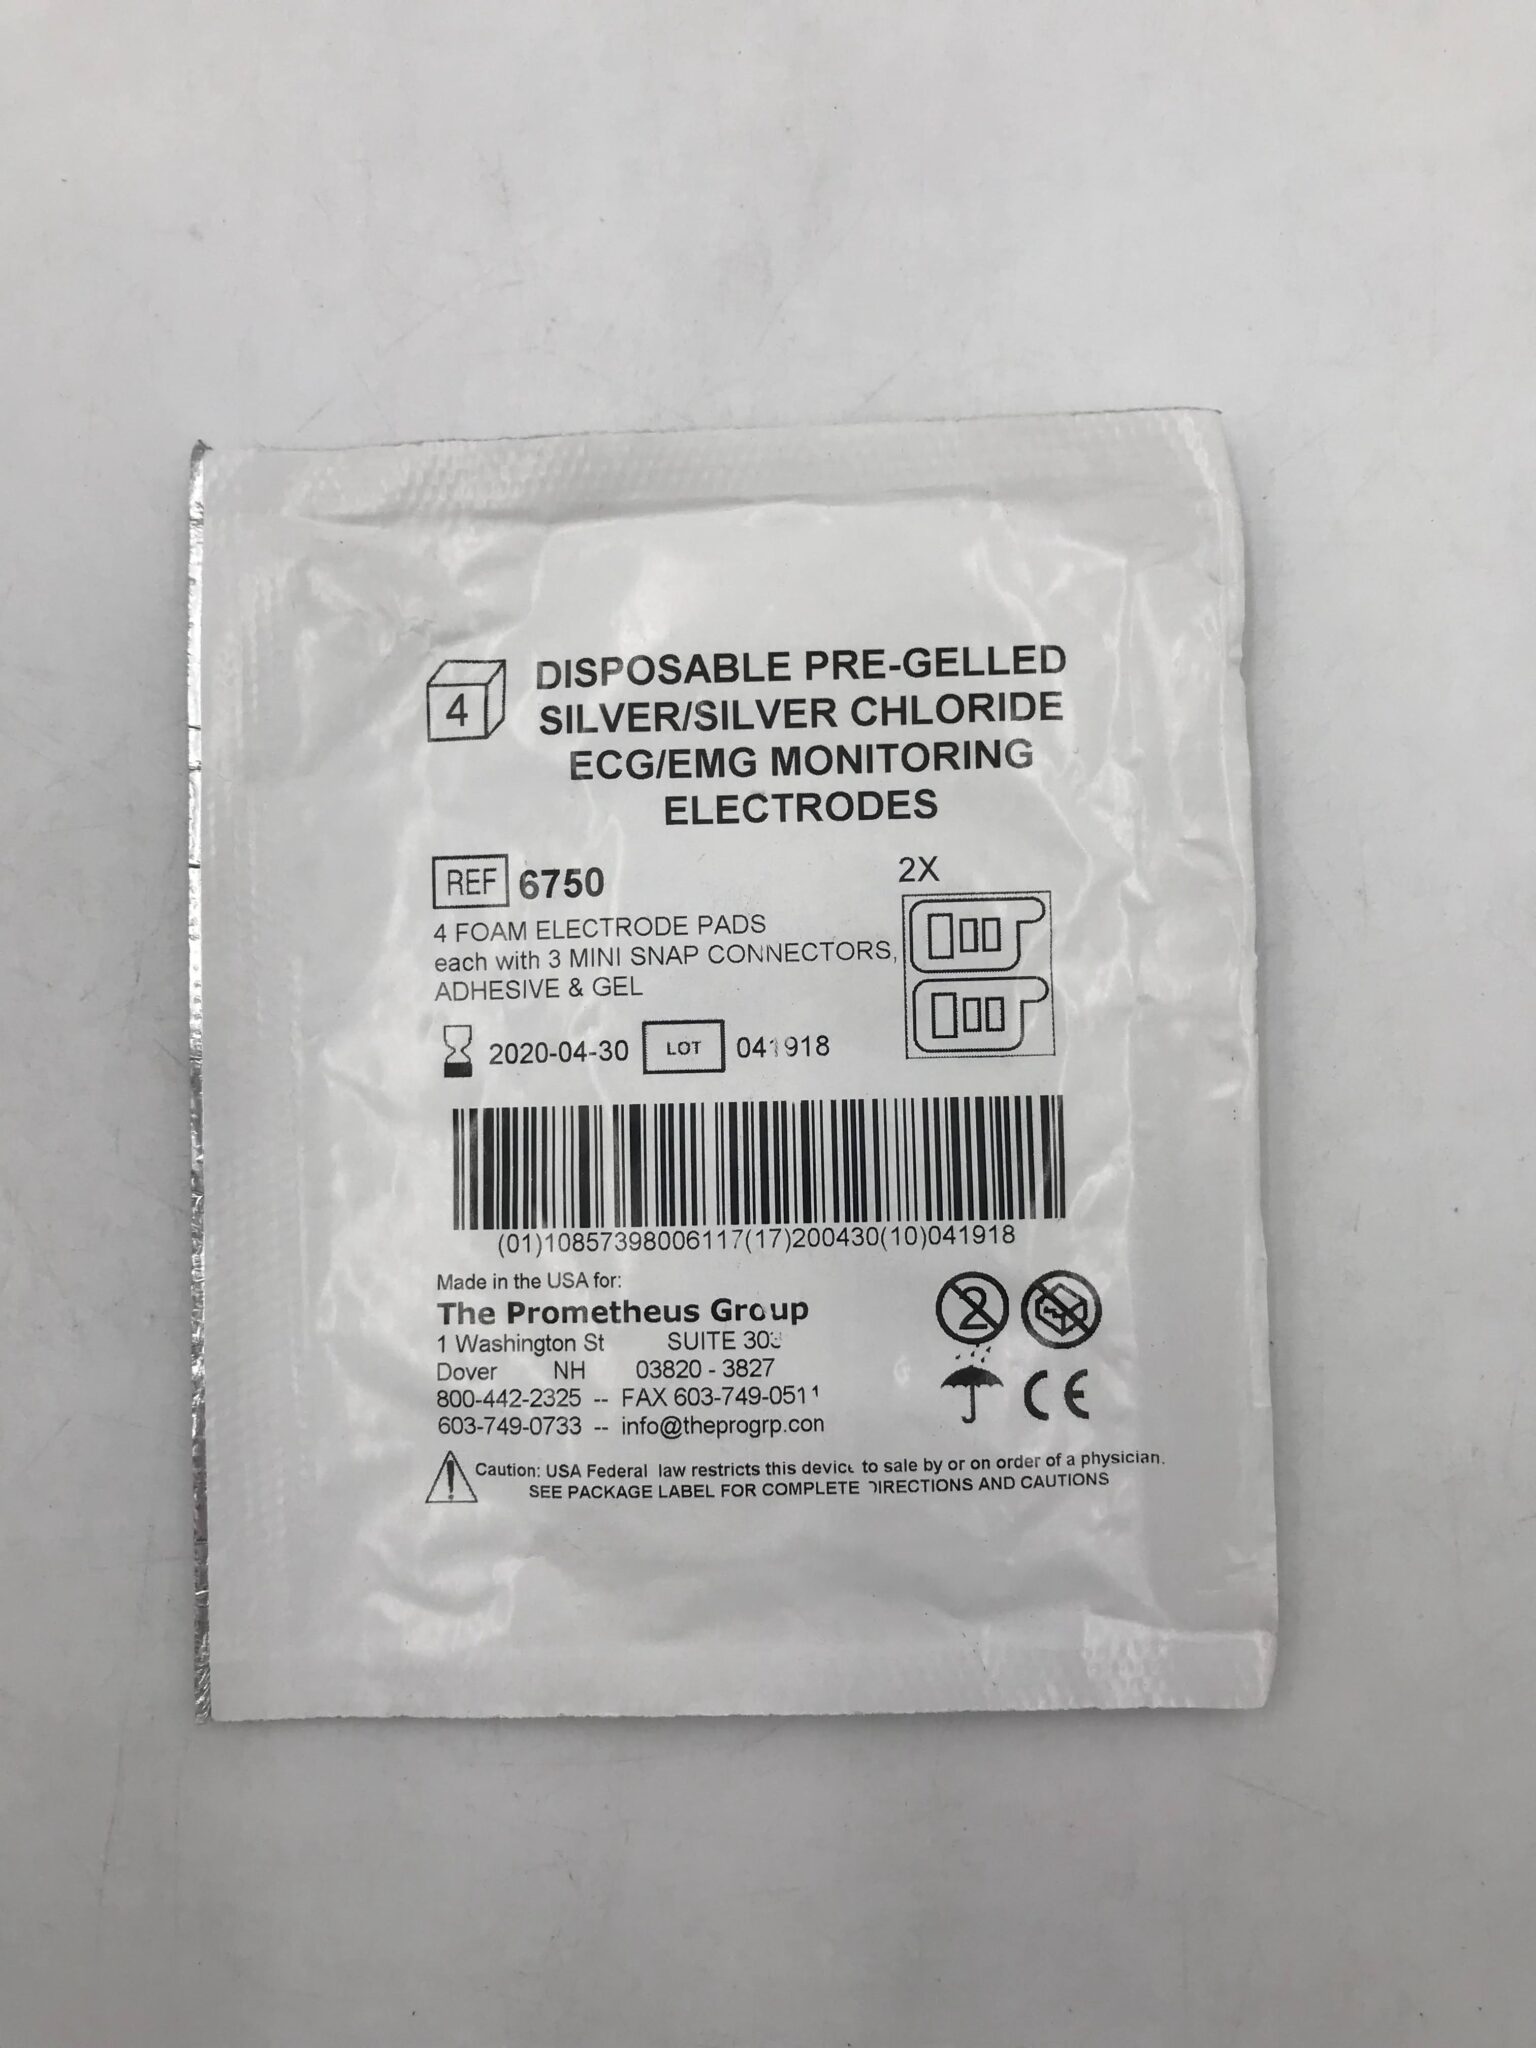 4
DISPOSABLE PRE-GELLED
SILVER/SILVER CHLORIDE
ECG/EMG MONITORING
ELECTRODES
REF 6750
2X
4 FOAM ELECTRODE PADS
each with 3 MINI SNAP CONNECTORS,
ADHESIVE & GEL
2020-04-30 LOT 041918
(01)10857398006117(17)200430(10)041918
Made in the USA for:
The Prometheus Group
1 Washington St SUITE
Dover NH 03820 - 3827
800-442-2325 -- FAX 603-749-0511
603-749-0733 -- info@theprogrp.con
2
CE
Caution: USA Federal law restricts this device to sale by or on order of a physician.
SEE PACKAGE LABEL FOR COMPLETE DIRECTIONS AND CAUTIONS